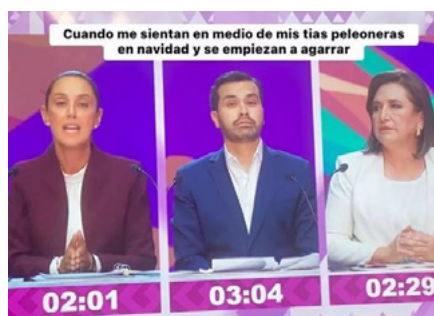 Cuando me sientan en medio de mis tias peleoneras
en navidad y se empiezan a agarrar
02:01
03:04
02:29